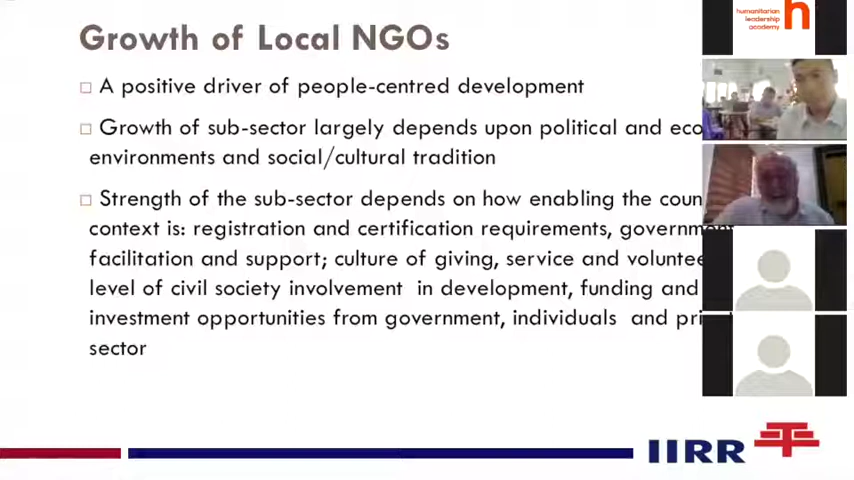 Growth of Local NGOs
A positive driver of people-centred development
Growth of sub-sector largely depends upon political and eco
environments and social/cultural tradition
Strength of the sub-sector depends on how enabling the coun
context is: registration and certification requirements, government
facilitation and support; culture of giving, service and voluntee
level of civil society involvement in development, funding and
investment opportunities from government, individuals and pri
sector
humanitarian
leadership
academy
h
IIRR